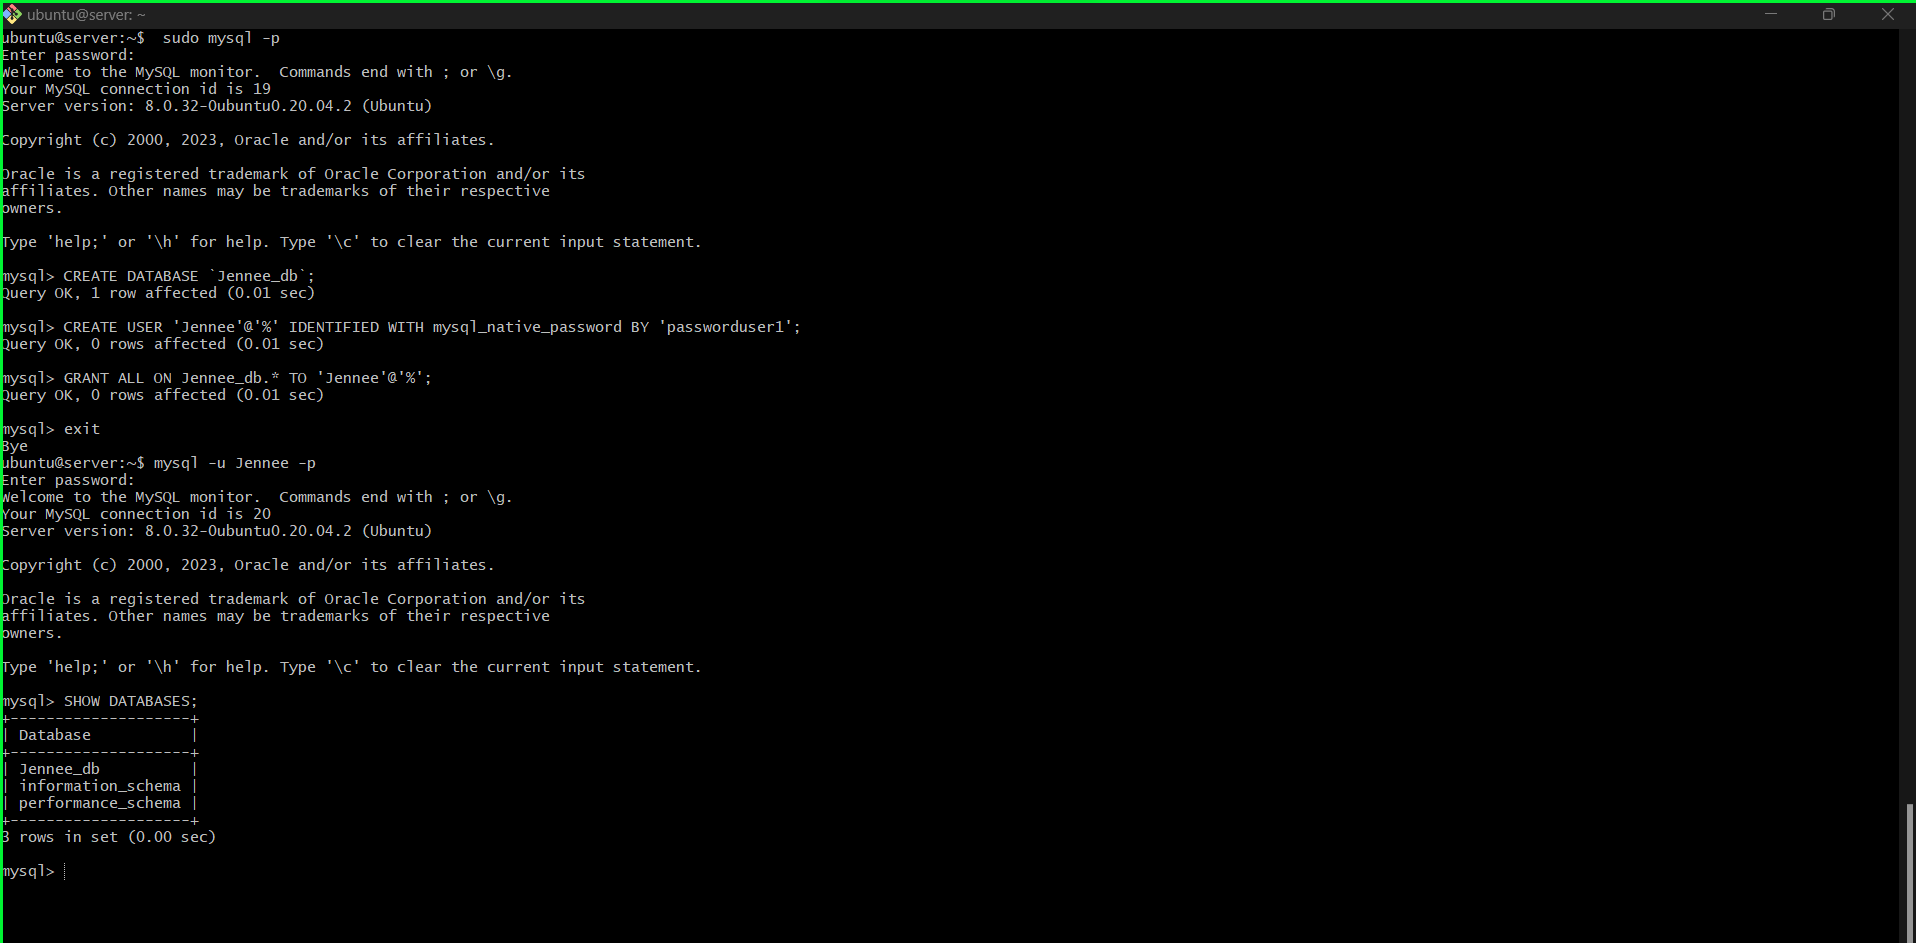 ubuntu@server: ~
ubuntu@server:~$  sudo mysql -p
Enter password:
Welcome to the MySQL monitor.  Commands end with ; or \g.
Your MySQL connection id is 19
Server version: 8.0.32-0ubuntu0.20.04.2 (Ubuntu)
Copyright (c) 2000, 2023, Oracle and/or its affiliates.
Oracle is a registered trademark of Oracle Corporation and/or its
affiliates. Other names may be trademarks of their respective
owners.
Type 'help;' or '\h' for help. Type '\c' to clear the current input statement.
mysql> CREATE DATABASE `Jennee_db`;
Query OK, 1 row affected (0.01 sec)
mysql> CREATE USER 'Jennee'@'%' IDENTIFIED WITH mysql_native_password BY 'passworduser1';
Query OK, 0 rows affected (0.01 sec)
mysql> GRANT ALL ON Jennee_db.* TO 'Jennee'@'%';
Query OK, 0 rows affected (0.01 sec)
mysql> exit
Bye
ubuntu@server:~$ mysql -u Jennee -p
Enter password:
Welcome to the MySQL monitor.  Commands end with ; or \g.
Your MySQL connection id is 20
Server version: 8.0.32-0ubuntu0.20.04.2 (Ubuntu)
Copyright (c) 2000, 2023, Oracle and/or its affiliates.
Oracle is a registered trademark of Oracle Corporation and/or its
affiliates. Other names may be trademarks of their respective
owners.
Type 'help;' or '\h' for help. Type '\c' to clear the current input statement.
mysql> SHOW DATABASES;
+--------------------+
| Database           |
+--------------------+
| Jennee_db          |
| information_schema |
| performance_schema |
+--------------------+
3 rows in set (0.00 sec)
mysql>